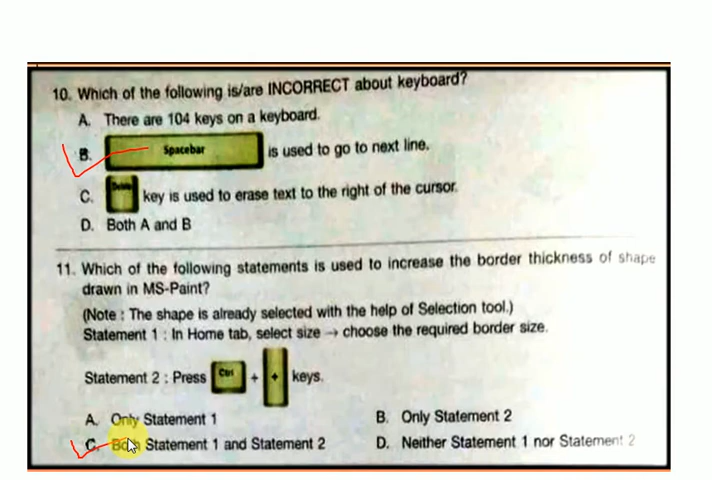 10. Which of the following is/are INCORRECT about keyboard?
A. There are 104 keys on a keyboard.
B. Spacebar is used to go to next line.
C. Delete key is used to erase text to the right of the cursor.
D. Both A and B
11. Which of the following statements is used to increase the border thickness of shape
drawn in MS-Paint?
(Note : The shape is already selected with the help of Selection tool.)
Statement 1 : In Home tab, select size → choose the required border size.
Statement 2 : Press Ctrl + + keys.
A. Only Statement 1
B. Only Statement 2
C. Both Statement 1 and Statement 2
D. Neither Statement 1 nor Statement 2